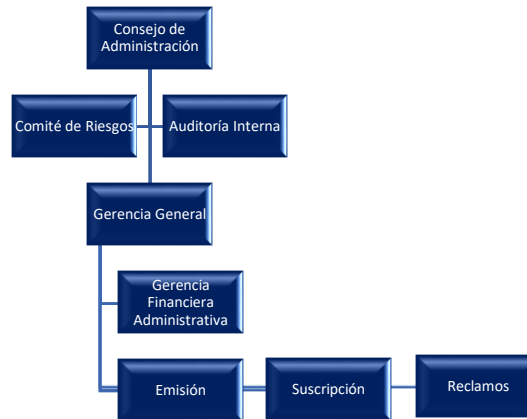 Consejo de
Administración
Comité de Riesgos
Auditoría Interna
Gerencia General
Gerencia
Financiera
Administrativa
Emisión
Suscripción
Reclamos